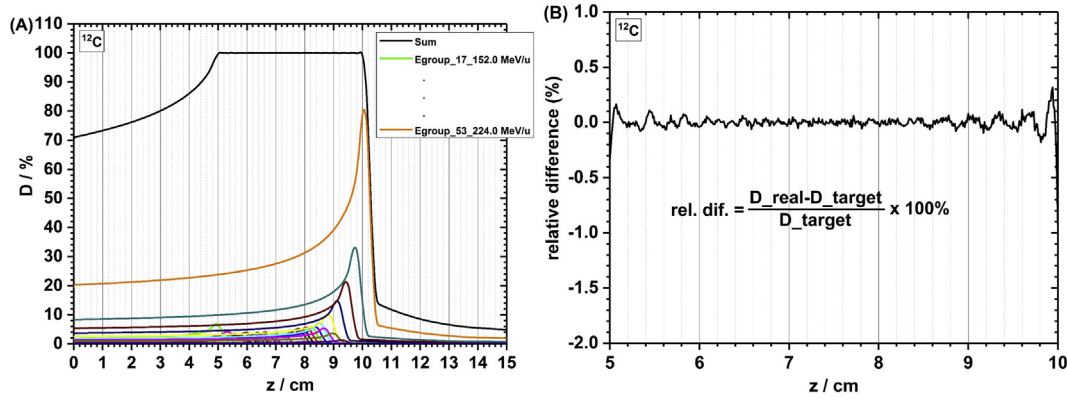 (A)
¹²C
Sum
Egroup_17_152.0 MeV/u
.
.
.
Egroup_53_224.0 MeV/u
D / %
110
100
90
80
70
60
50
40
30
20
10
0
0 1 2 3 4 5 6 7 8 9 10 11 12 13 14 15
z / cm
(B)
¹²C
relative difference (%)
1.0
0.5
0.0
-0.5
-1.0
-1.5
-2.0
rel. dif. = D_real-D_target / D_target x 100%
5 6 7 8 9 10
z / cm